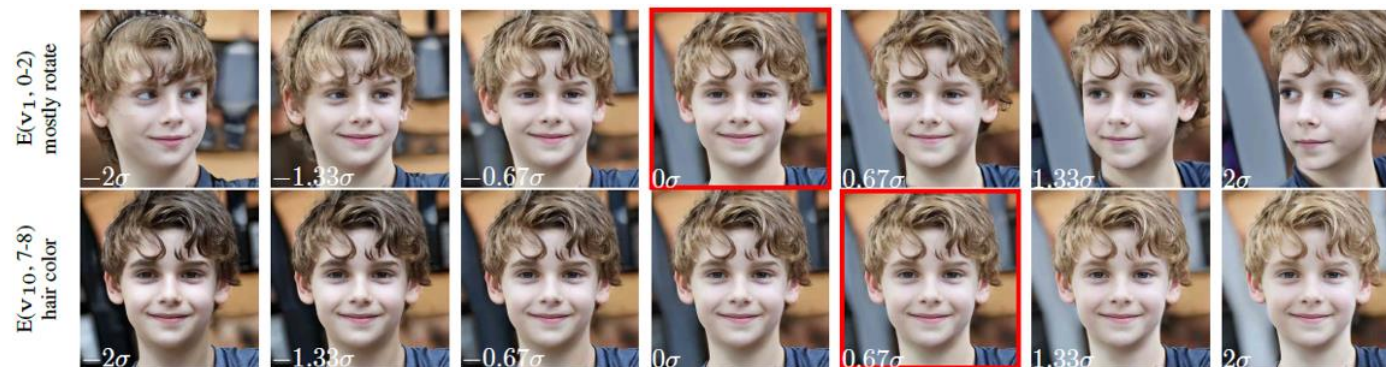 E(v₁, 0-2)
mostly rotate
−2σ
−1.33σ
−0.67σ
0σ
0.67σ
1.33σ
2σ
E(v₁₀, 7-8)
hair color
−2σ
−1.33σ
−0.67σ
0σ
0.67σ
1.33σ
2σ